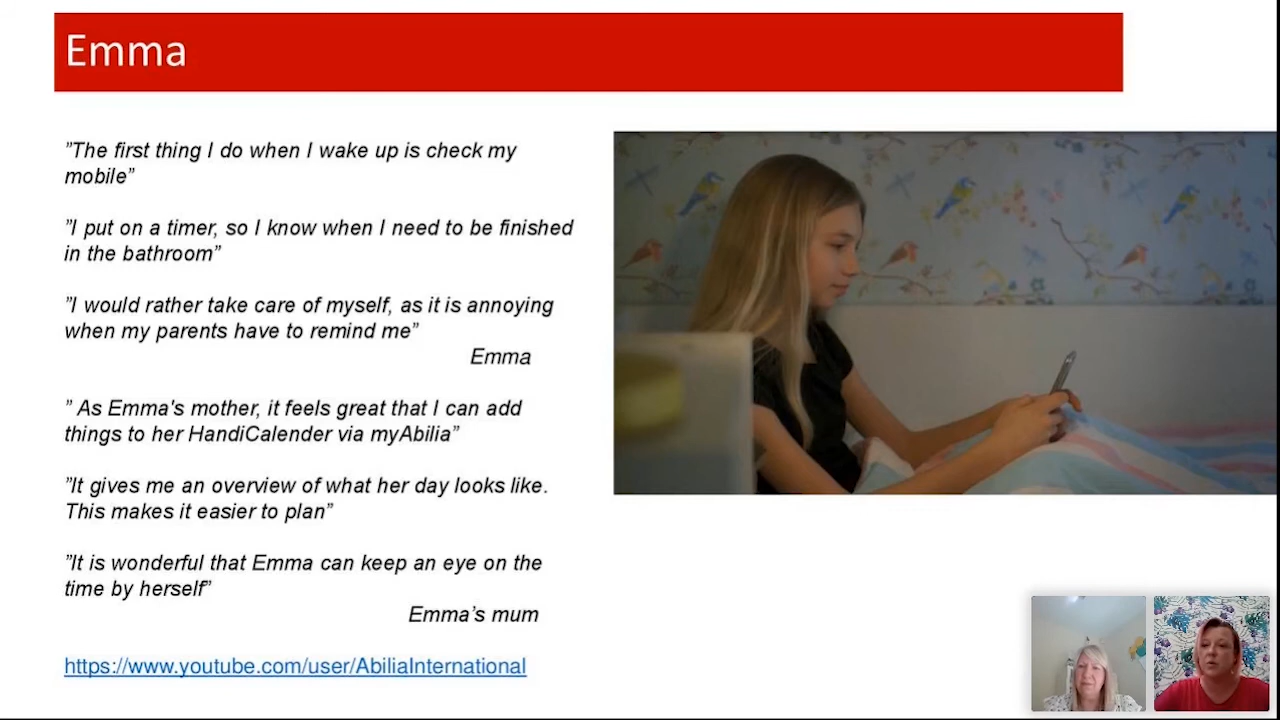 Emma
”The first thing I do when I wake up is check my
mobile”
”I put on a timer, so I know when I need to be finished
in the bathroom”
”I would rather take care of myself, as it is annoying
when my parents have to remind me”
Emma
” As Emma's mother, it feels great that I can add
things to her HandiCalender via myAbilia”
”It gives me an overview of what her day looks like.
This makes it easier to plan”
”It is wonderful that Emma can keep an eye on the
time by herself”
Emma’s mum
https://www.youtube.com/user/AbiliaInternational